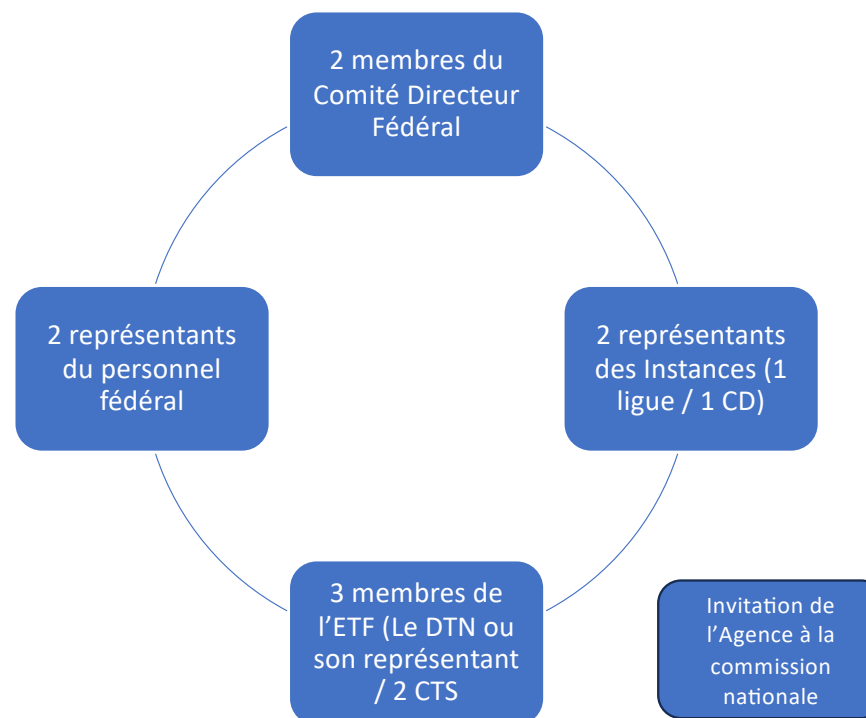 2 membres du
Comité Directeur
Fédéral
2 représentants
du personnel
fédéral
2 représentants
des Instances (1
ligue / 1 CD)
3 membres de
l’ETF (Le DTN ou
son représentant
/ 2 CTS
Invitation de
l’Agence à la
commission
nationale